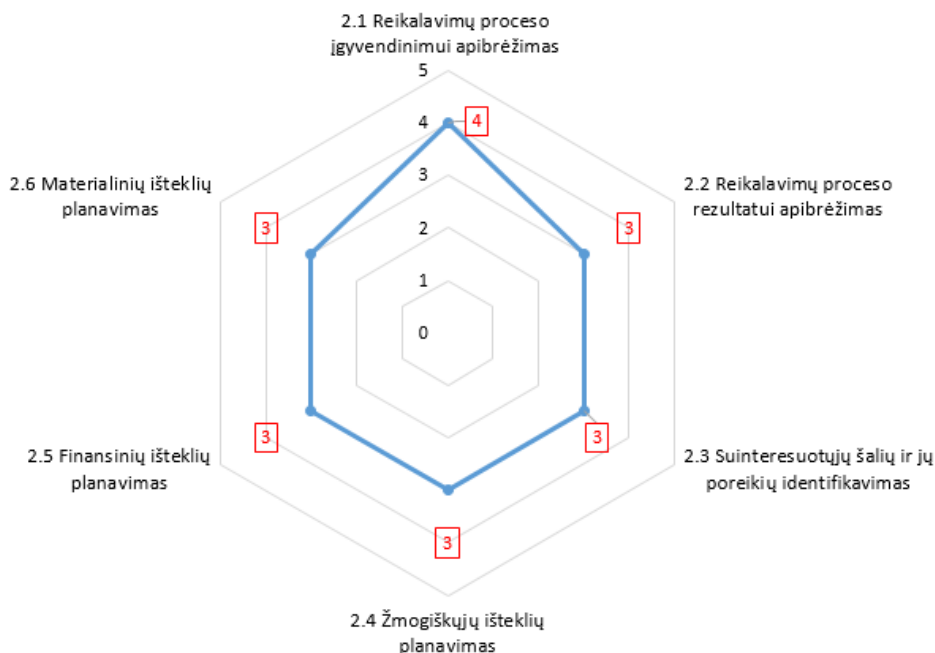 2.1 Reikalavimų proceso
įgyvendinimui apibrėžimas
5
4
4
3
2
1
0
2.6 Materialinių išteklių
planavimas
3
2.2 Reikalavimų proceso
rezultatui apibrėžimas
3
2.5 Finansinių išteklių
planavimas
3
2.3 Suinteresuotųjų šalių ir jų
poreikių identifikavimas
3
3
2.4 Žmogiškųjų išteklių
planavimas